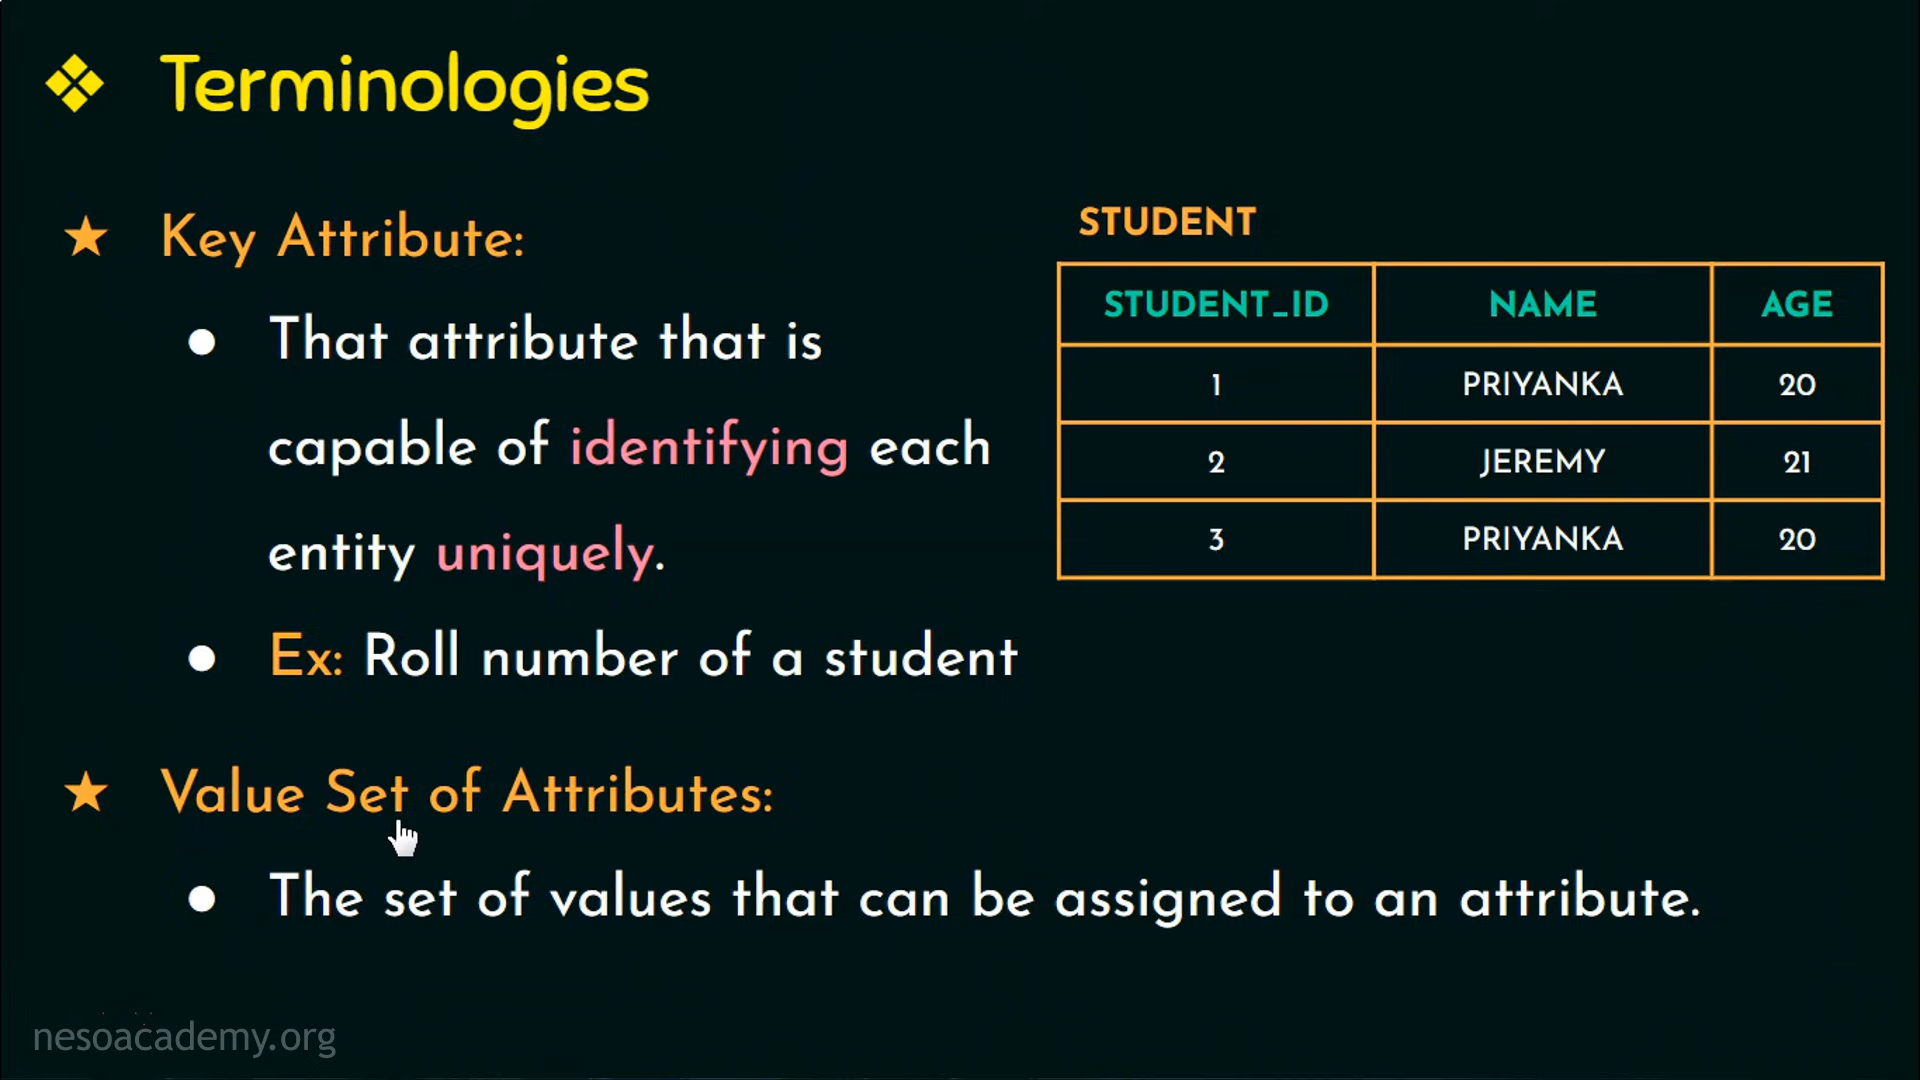 Terminologies
Key Attribute:
That attribute that is
capable of identifying each
entity uniquely.
Ex: Roll number of a student
STUDENT
STUDENT_ID NAME AGE
1 PRIYANKA 20
2 JEREMY 21
3 PRIYANKA 20
Value Set of Attributes:
The set of values that can be assigned to an attribute.
nesoacademy.org